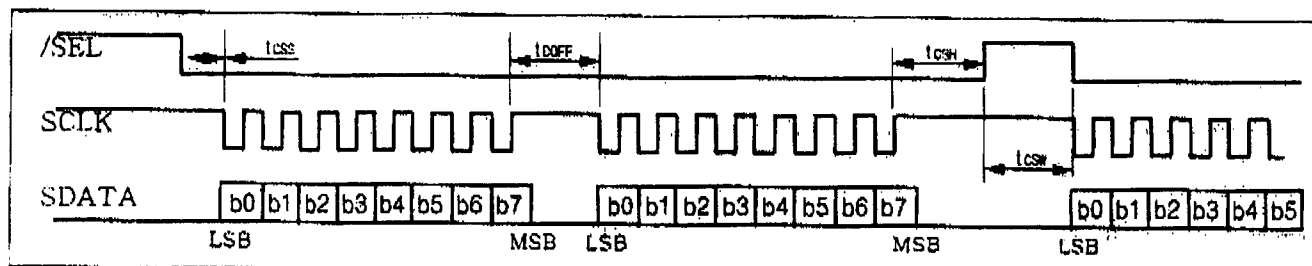 /SEL tCSS tCOFF tCSH
SCLK tCSW
SDATA b0 b1 b2 b3 b4 b5 b6 b7 b0 b1 b2 b3 b4 b5 b6 b7 b0 b1 b2 b3 b4 b5
LSB MSB LSB MSB LSB